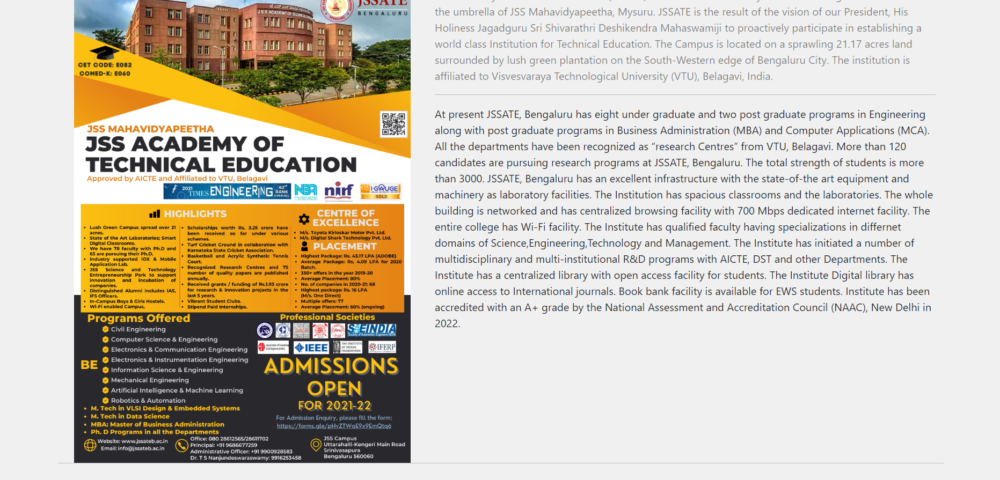 JSSATE
BENGALURU
JSS ACADEMY OF TECHNICAL EDUCATION
CET CODE: E082
COMED-K: E060
JSS MAHAVIDYAPEETHA
JSS ACADEMY OF
TECHNICAL EDUCATION
Approved by AICTE and Affiliated to VTU, Belagavi
2021 TIMES ENGINEERING 62nd RANK OVERALL
NBA
NATIONAL BOARD of ACCREDITATION
nirf
QS I·GAUGE
GOLD
HIGHLIGHTS
• Lush Green Campus spread over 21
acres.
• State of the Art Laboratories; Smart
Digital Classrooms.
• We have 78 faculty with Ph.D and
65 are pursuing their Ph.D.
• Industry supported iOX & Mobile
Application Lab.
• JSS Science and Technology
Entrepreneurship Park to support
innovation and incubation of
companies.
• Distinguished Alumni includes IAS,
IFS Officers.
• In-Campus Boys & Girls Hostels.
• Wi-Fi enabled Campus.
• Scholarships worth Rs. 3.25 crore have
been received so far under various
schemes.
• Turf Cricket Ground in collaboration with
Karnataka State Cricket Association.
• Basketball and Acrylic Synthetic Tennis
Court.
• Recognized Research Centres and 75
number of quality papers are published
annually.
• Received grants / funding of Rs.1.93 crore
for research & innovation projects in the
last 5 years.
• Vibrant Student Clubs.
• Stipend Paid Internships.
CENTRE OF
EXCELLENCE
• M/s. Toyota Kirloskar Motor Pvt. Ltd.
• M/s. Digital Shark Technology Pvt. Ltd.
PLACEMENT
• Highest Package: Rs. 43.17 LPA (ADOBE)
• Average Package: Rs. 4.09 LPA for 2020
Batch.
• 350+ offers in the year 2019-20
• Average Placement: 80%
• No. of companies in 2020-21: 68
• Highest package: Rs. 16 LPA
(M/s. One Direct)
• Multiple offers: 77
• Average Placement: 60% (ongoing)
Programs Offered
BE
Civil Engineering
Computer Science & Engineering
Electronics & Communication Engineering
Electronics & Instrumentation Engineering
Information Science & Engineering
Mechanical Engineering
Artificial Intelligence & Machine Learning
Robotics & Automation
• M. Tech in VLSI Design & Embedded Systems
• M. Tech in Data Science
• MBA: Master of Business Administration
• Ph. D Programs in all the Departments
Professional Societies
SAEINDIA
Society of Automotive Engineers INDIA
IEEE
THE INSTITUTE
OF INDIAN
FOUNDRYMEN
IFERP
ADMISSIONS
OPEN
FOR 2021-22
For Admission Enquiry, please fill the form:
https://forms.gle/pHvZTWqE9x9EmQtq6
Website: www.jssateb.ac.in
Email: info@jssateb.ac.in
Office: 080 28612565/28611702
Principal: +91 9686677259
Administrative Officer: +91 9900928583
Dr. T S Nanjundeswaraswamy: 9916253458
JSS Campus
Uttarahalli-Kengeri Main Road
Srinivasapura
Bengaluru 560060
the umbrella of JSS Mahavidyapeetha, Mysuru. JSSATE is the result of the vision of our President, His
Holiness Jagadguru Sri Shivarathri Deshikendra Mahaswamiji to proactively participate in establishing a
world class Institution for Technical Education. The Campus is located on a sprawling 21.17 acres land
surrounded by lush green plantation on the South-Western edge of Bengaluru City. The institution is
affiliated to Visvesvaraya Technological University (VTU), Belagavi, India.
At present JSSATE, Bengaluru has eight under graduate and two post graduate programs in Engineering
along with post graduate programs in Business Administration (MBA) and Computer Applications (MCA).
All the departments have been recognized as “research Centres” from VTU, Belagavi. More than 120
candidates are pursuing research programs at JSSATE, Bengaluru. The total strength of students is more
than 3000. JSSATE, Bengaluru has an excellent infrastructure with the state-of-the art equipment and
machinery as laboratory facilities. The Institution has spacious classrooms and the laboratories. The whole
building is networked and has centralized browsing facility with 700 Mbps dedicated internet facility. The
entire college has Wi-Fi facility. The Institute has qualified faculty having specializations in differnet
domains of Science,Engineering,Technology and Management. The Institute has initiated a number of
multidisciplinary and multi-institutional R&D programs with AICTE, DST and other Departments. The
Institute has a centralized library with open access facility for students. The Institute Digital library has
online access to International journals. Book bank facility is available for EWS students. Institute has been
accredited with an A+ grade by the National Assessment and Accreditation Council (NAAC), New Delhi in
2022.